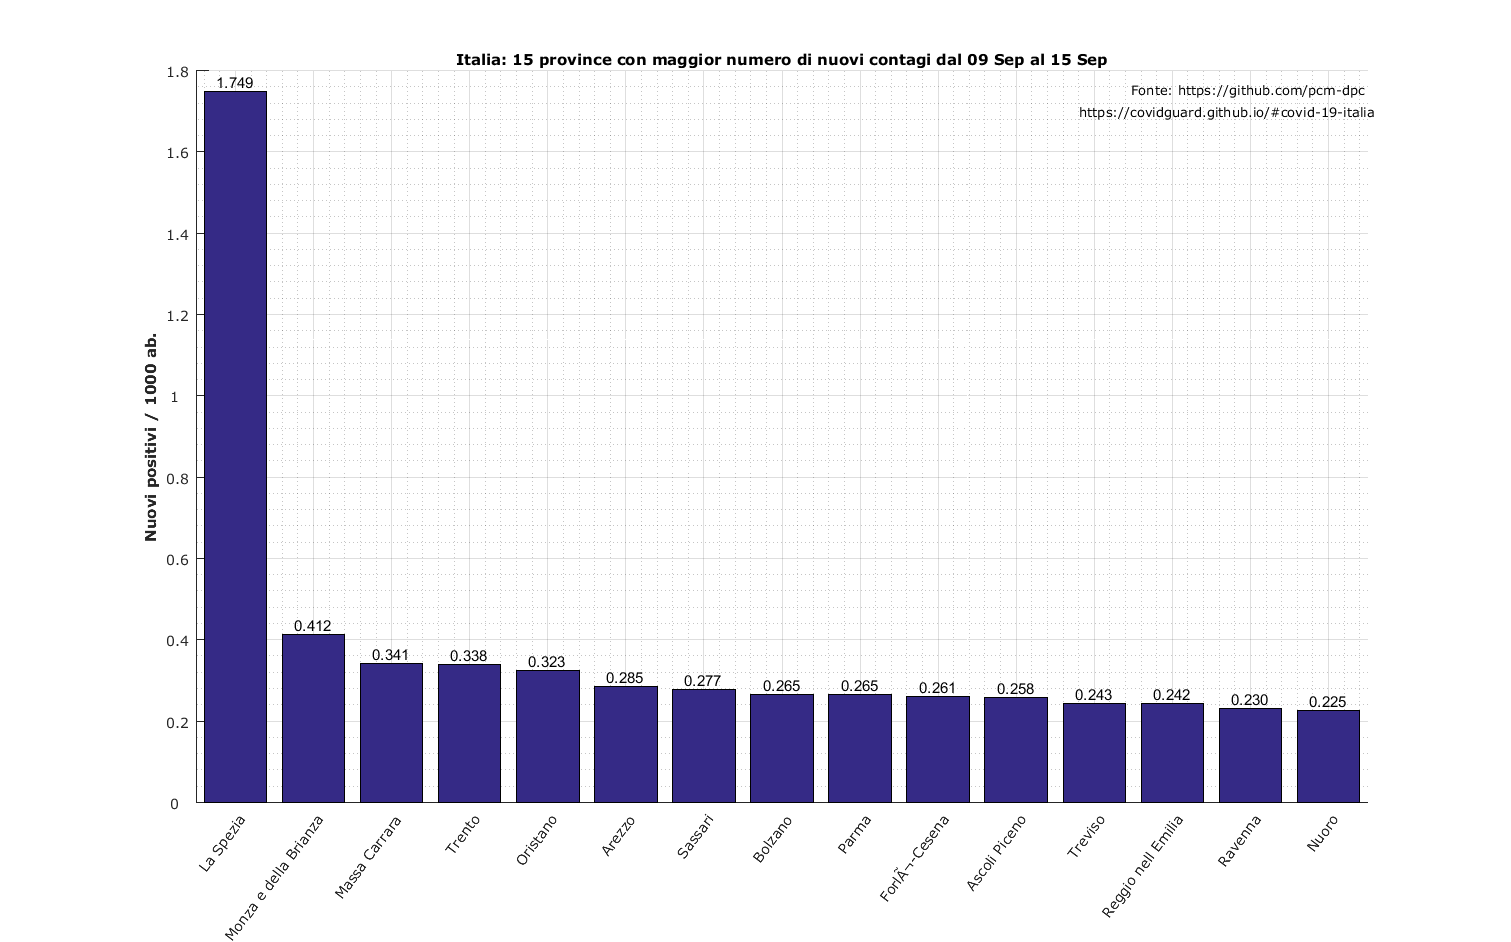 Italia: 15 province con maggior numero di nuovi contagi dal 09 Sep al 15 Sep
Fonte: https://github.com/pcm-dpc
https://covidguard.github.io/#covid-19-italia
Nuovi positivi / 1000 ab.
1.8
1.6
1.4
1.2
1
0.8
0.6
0.4
0.2
0
1.749
0.412
0.341
0.338
0.323
0.285
0.277
0.265
0.265
0.261
0.258
0.243
0.242
0.230
0.225
La Spezia
Monza e della Brianza
Massa Carrara
Trento
Oristano
Arezzo
Sassari
Bolzano
Parma
ForlÃ¬-Cesena
Ascoli Piceno
Treviso
Reggio nell Emilia
Ravenna
Nuoro